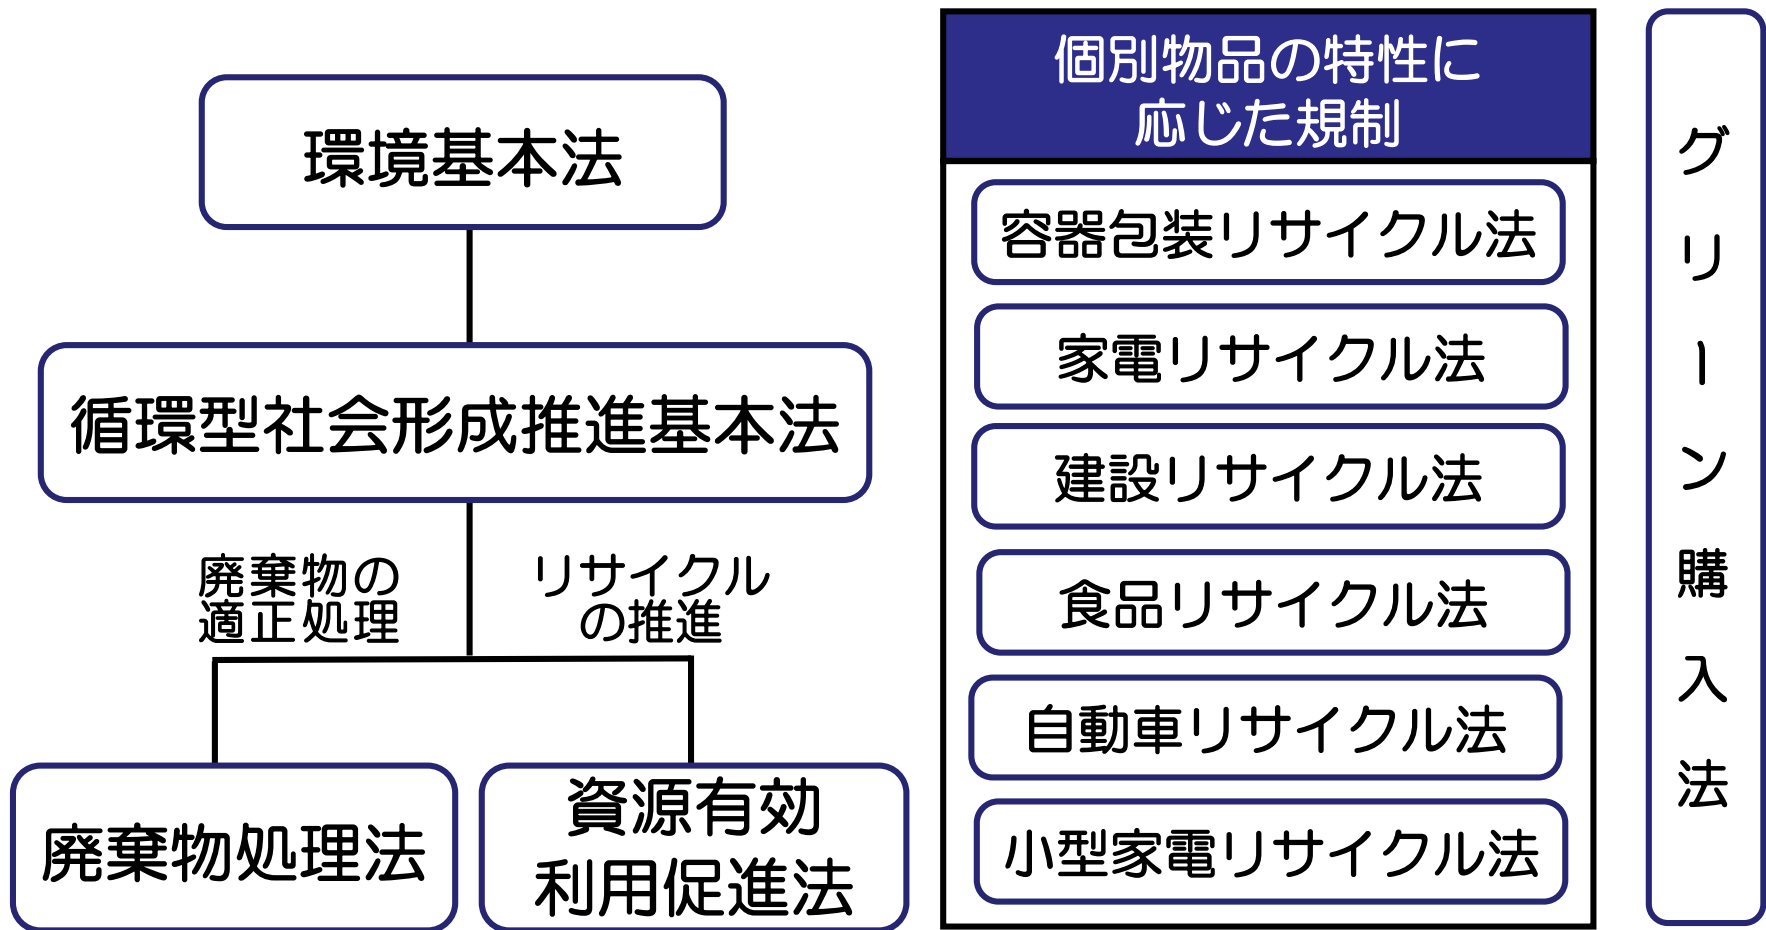 環境基本法
循環型社会形成推進基本法
廃棄物の
適正処理
リサイクル
の推進
廃棄物処理法
資源有効
利用促進法
個別物品の特性に
応じた規制
容器包装リサイクル法
家電リサイクル法
建設リサイクル法
食品リサイクル法
自動車リサイクル法
小型家電リサイクル法
グリーン購入法